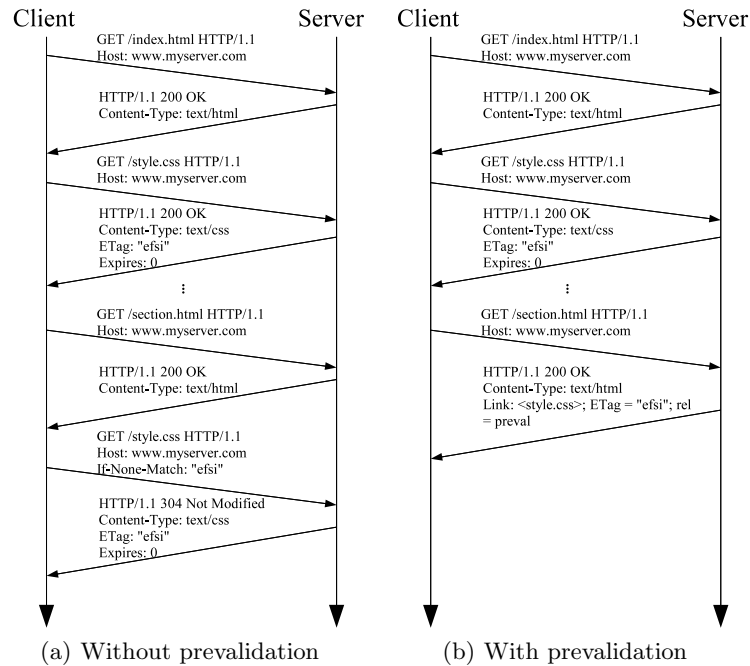 Client
Server
GET /index.html HTTP/1.1
Host: www.myserver.com
HTTP/1.1 200 OK
Content-Type: text/html
GET /style.css HTTP/1.1
Host: www.myserver.com
HTTP/1.1 200 OK
Content-Type: text/css
ETag: "efsi"
Expires: 0
...
GET /section.html HTTP/1.1
Host: www.myserver.com
HTTP/1.1 200 OK
Content-Type: text/html
GET /style.css HTTP/1.1
Host: www.myserver.com
If-None-Match: "efsi"
HTTP/1.1 304 Not Modified
Content-Type: text/css
ETag: "efsi"
Expires: 0
(a) Without prevalidation
Client
Server
GET /index.html HTTP/1.1
Host: www.myserver.com
HTTP/1.1 200 OK
Content-Type: text/html
GET /style.css HTTP/1.1
Host: www.myserver.com
HTTP/1.1 200 OK
Content-Type: text/css
ETag: "efsi"
Expires: 0
...
GET /section.html HTTP/1.1
Host: www.myserver.com
HTTP/1.1 200 OK
Content-Type: text/html
Link: <style.css>; ETag = "efsi"; rel
= preval
(b) With prevalidation